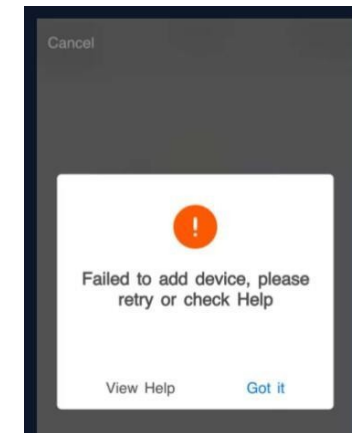 Cancel
!
Failed to add device, please
retry or check Help
View Help Got it